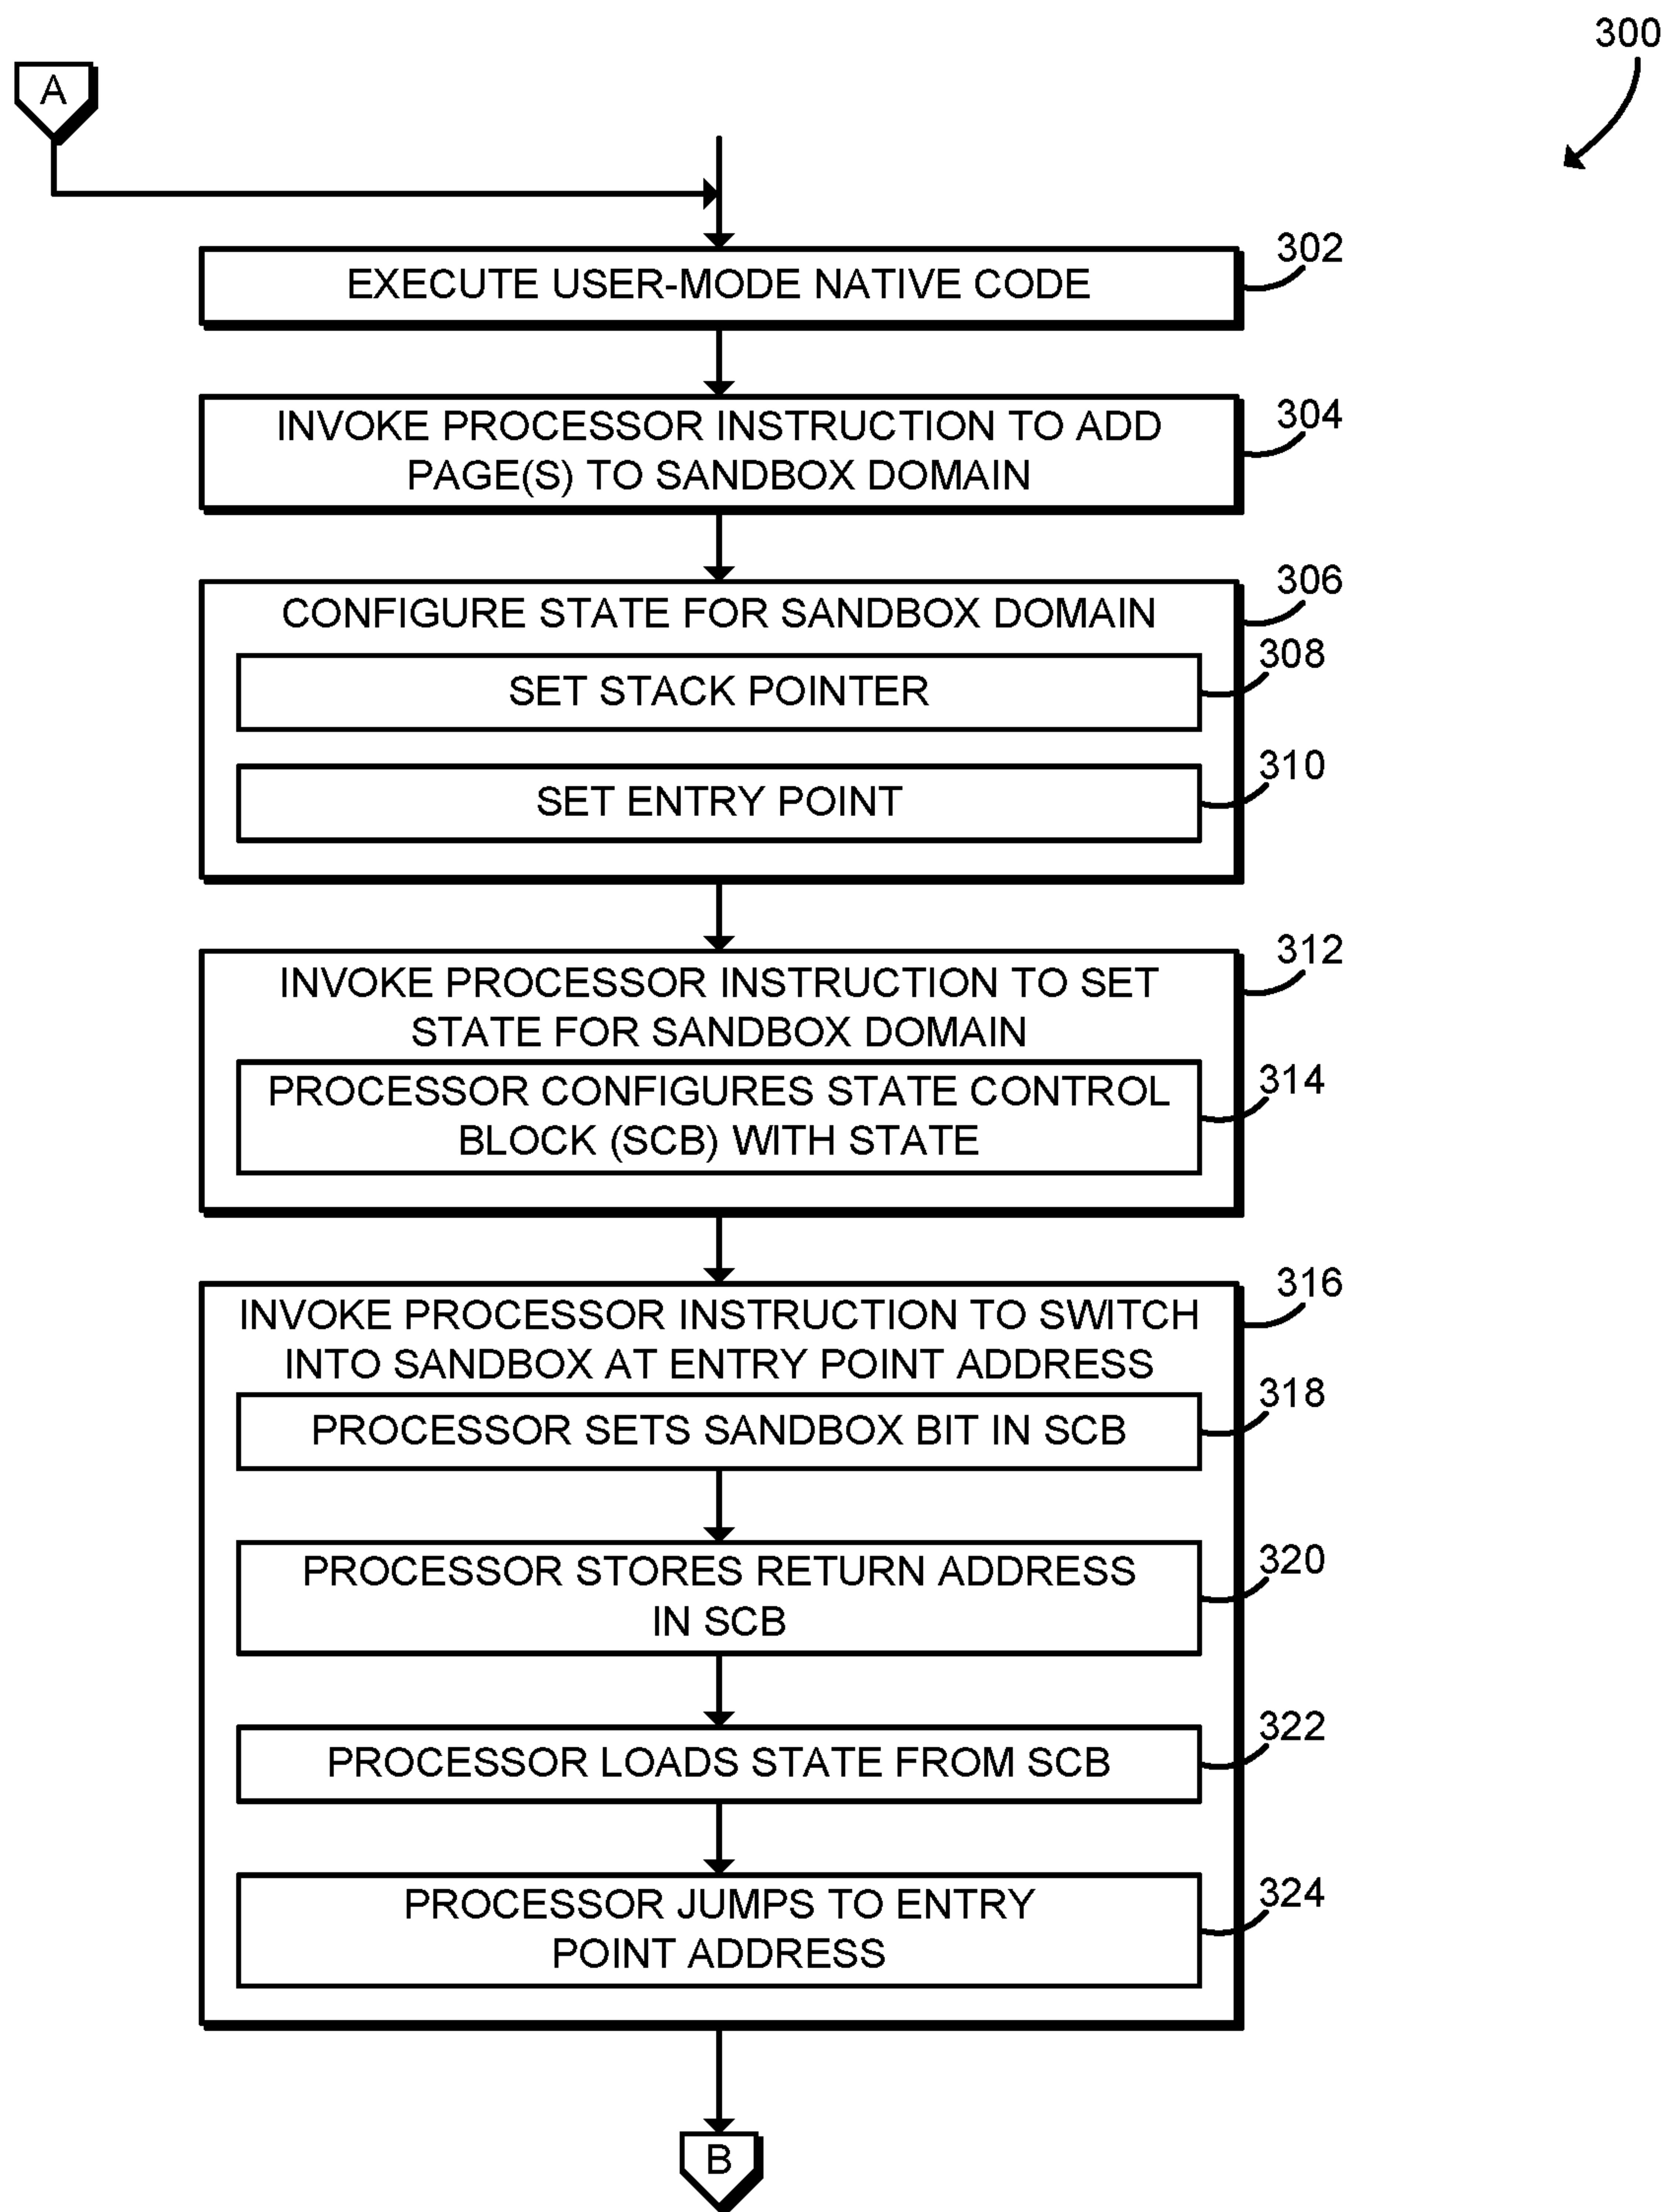 300
A
302
EXECUTE USER-MODE NATIVE CODE
304
INVOKE PROCESSOR INSTRUCTION TO ADD
PAGE(S) TO SANDBOX DOMAIN
306
CONFIGURE STATE FOR SANDBOX DOMAIN
308
SET STACK POINTER
310
SET ENTRY POINT
312
INVOKE PROCESSOR INSTRUCTION TO SET
STATE FOR SANDBOX DOMAIN
314
PROCESSOR CONFIGURES STATE CONTROL
BLOCK (SCB) WITH STATE
316
INVOKE PROCESSOR INSTRUCTION TO SWITCH
INTO SANDBOX AT ENTRY POINT ADDRESS
318
PROCESSOR SETS SANDBOX BIT IN SCB
320
PROCESSOR STORES RETURN ADDRESS
IN SCB
322
PROCESSOR LOADS STATE FROM SCB
324
PROCESSOR JUMPS TO ENTRY
POINT ADDRESS
B